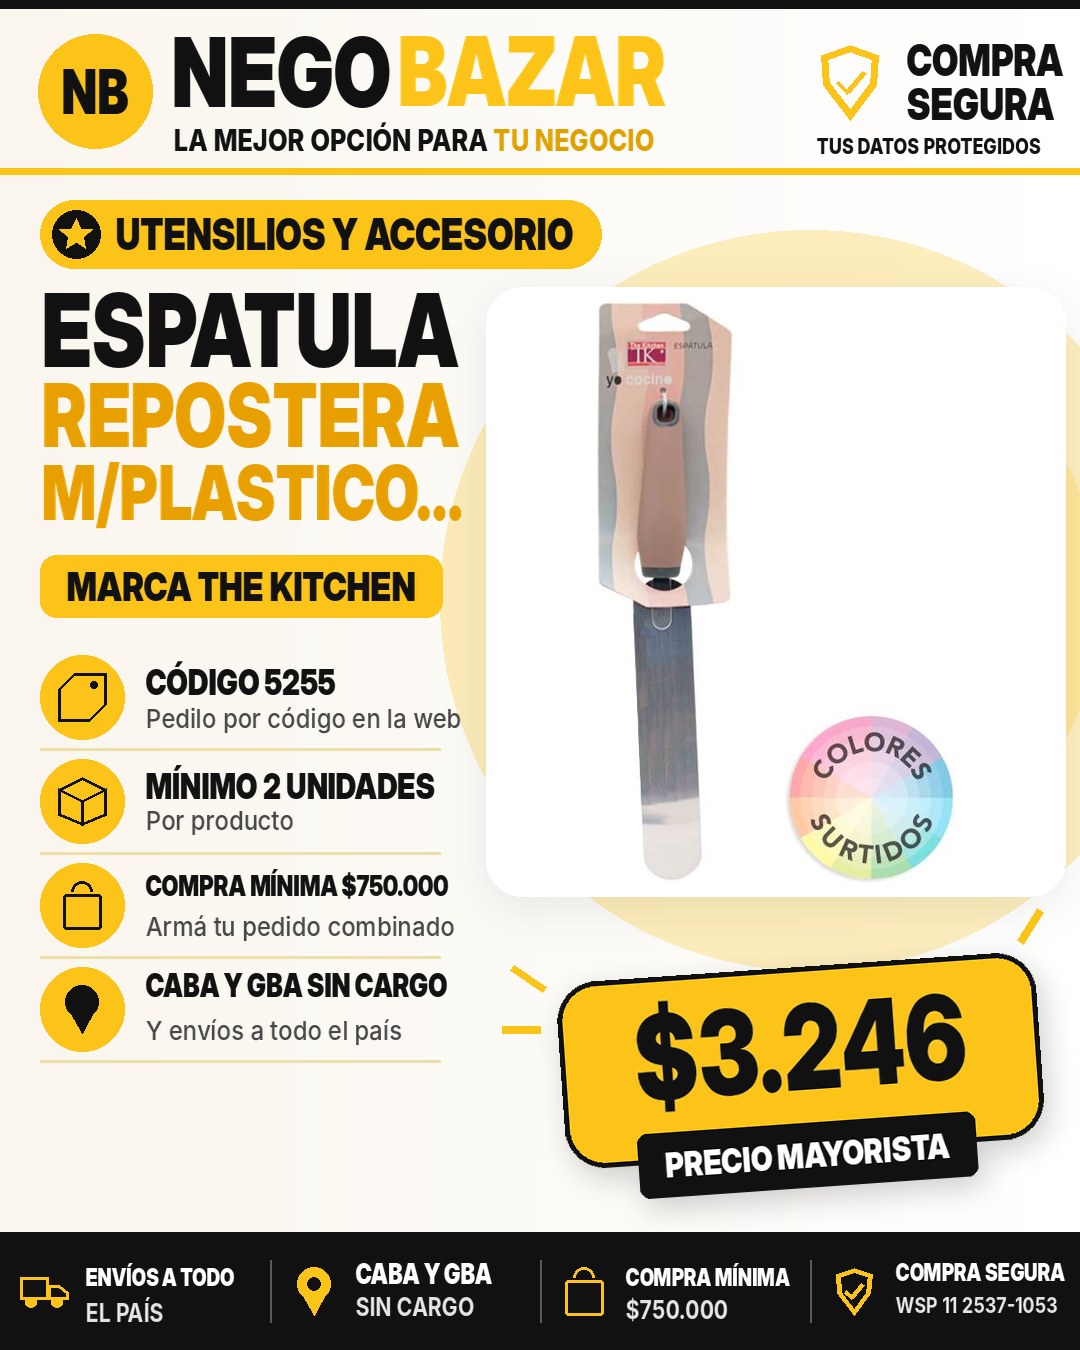 NB
NEGO BAZAR
LA MEJOR OPCIÓN PARA TU NEGOCIO
COMPRA
SEGURA
TUS DATOS PROTEGIDOS
UTENSILIOS Y ACCESORIO
ESPATULA
REPOSTERA
M/PLASTICO...
MARCA THE KITCHEN
CÓDIGO 5255
Pedilo por código en la web
MÍNIMO 2 UNIDADES
Por producto
COMPRA MÍNIMA $750.000
Armá tu pedido combinado
CABA Y GBA SIN CARGO
Y envíos a todo el país
The Kitchen
TK
ESPÁTULA
yo cocino
COLORES
SURTIDOS
$3.246
PRECIO MAYORISTA
ENVÍOS A TODO
EL PAÍS
CABA Y GBA
SIN CARGO
COMPRA MÍNIMA
$750.000
COMPRA SEGURA
WSP 11 2537-1053